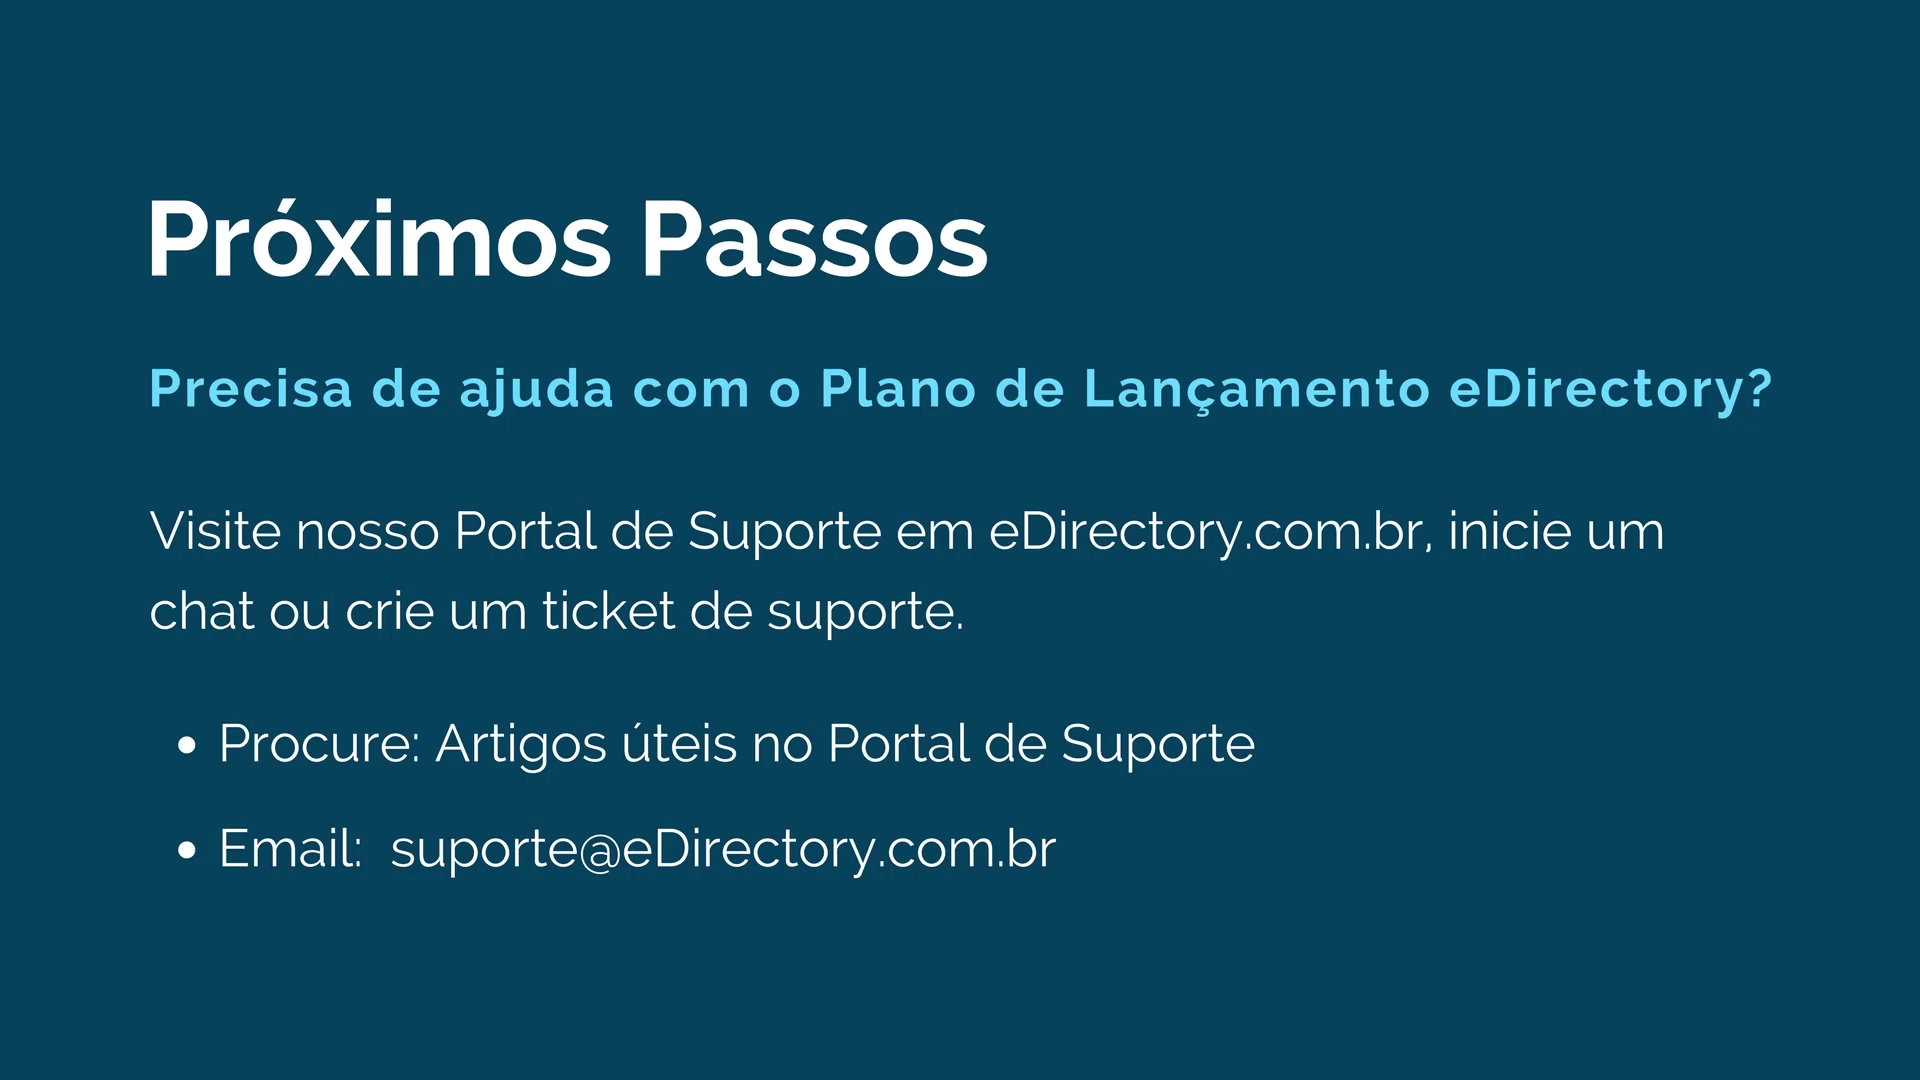 Próximos Passos
Precisa de ajuda com o Plano de Lançamento eDirectory?
Visite nosso Portal de Suporte em eDirectory.com.br, inicie um
chat ou crie um ticket de suporte.
• Procure: Artigos úteis no Portal de Suporte
• Email:  suporte@eDirectory.com.br